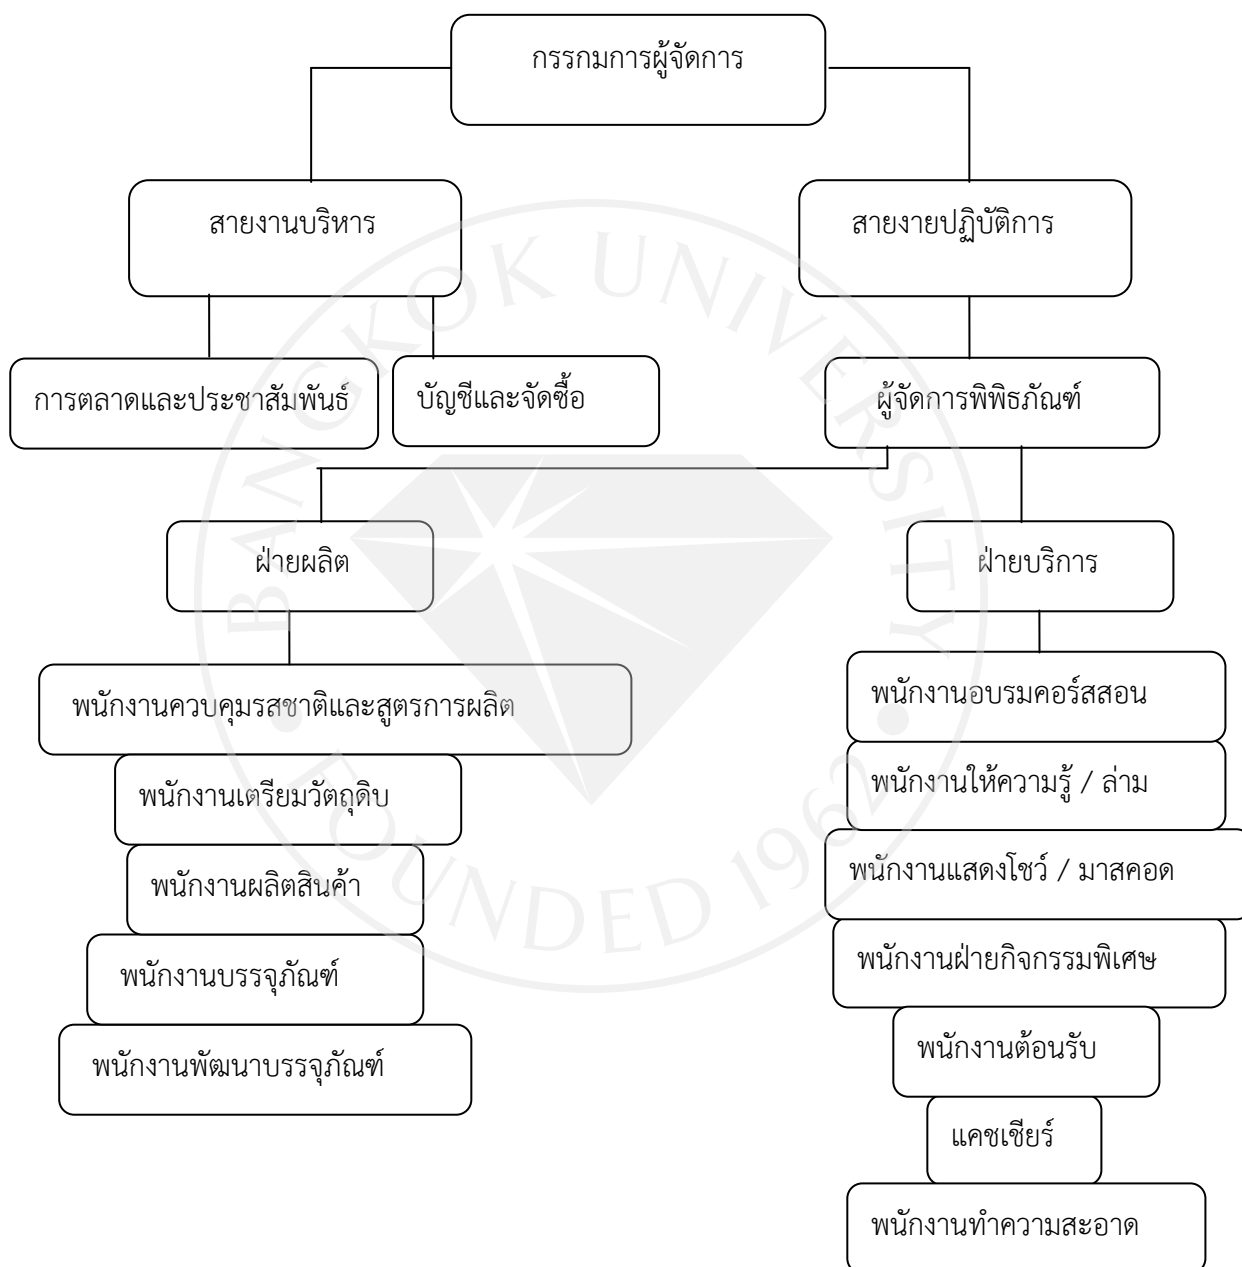 กรรกมการผู้จัดการ
สายงานบริหาร
สายงายปฏิบัติการ
การตลาดและประชาสัมพันธ์
บัญชีและจัดซื้อ
ผู้จัดการพิพิธภัณฑ์
ฝ่ายผลิต
ฝ่ายบริการ
พนักงานควบคุมรสชาติและสูตรการผลิต
พนักงานเตรียมวัตถุดิบ
พนักงานผลิตสินค้า
พนักงานบรรจุภัณฑ์
พนักงานพัฒนาบรรจุภัณฑ์
พนักงานอบรมคอร์สสอน
พนักงานให้ความรู้ / ล่าม
พนักงานแสดงโชว์ / มาสคอด
พนักงานฝ่ายกิจกรรมพิเศษ
พนักงานต้อนรับ
แคชเชียร์
พนักงานทำความสะอาด
BANGKOK UNIVERSITY
FOUNDED 1962